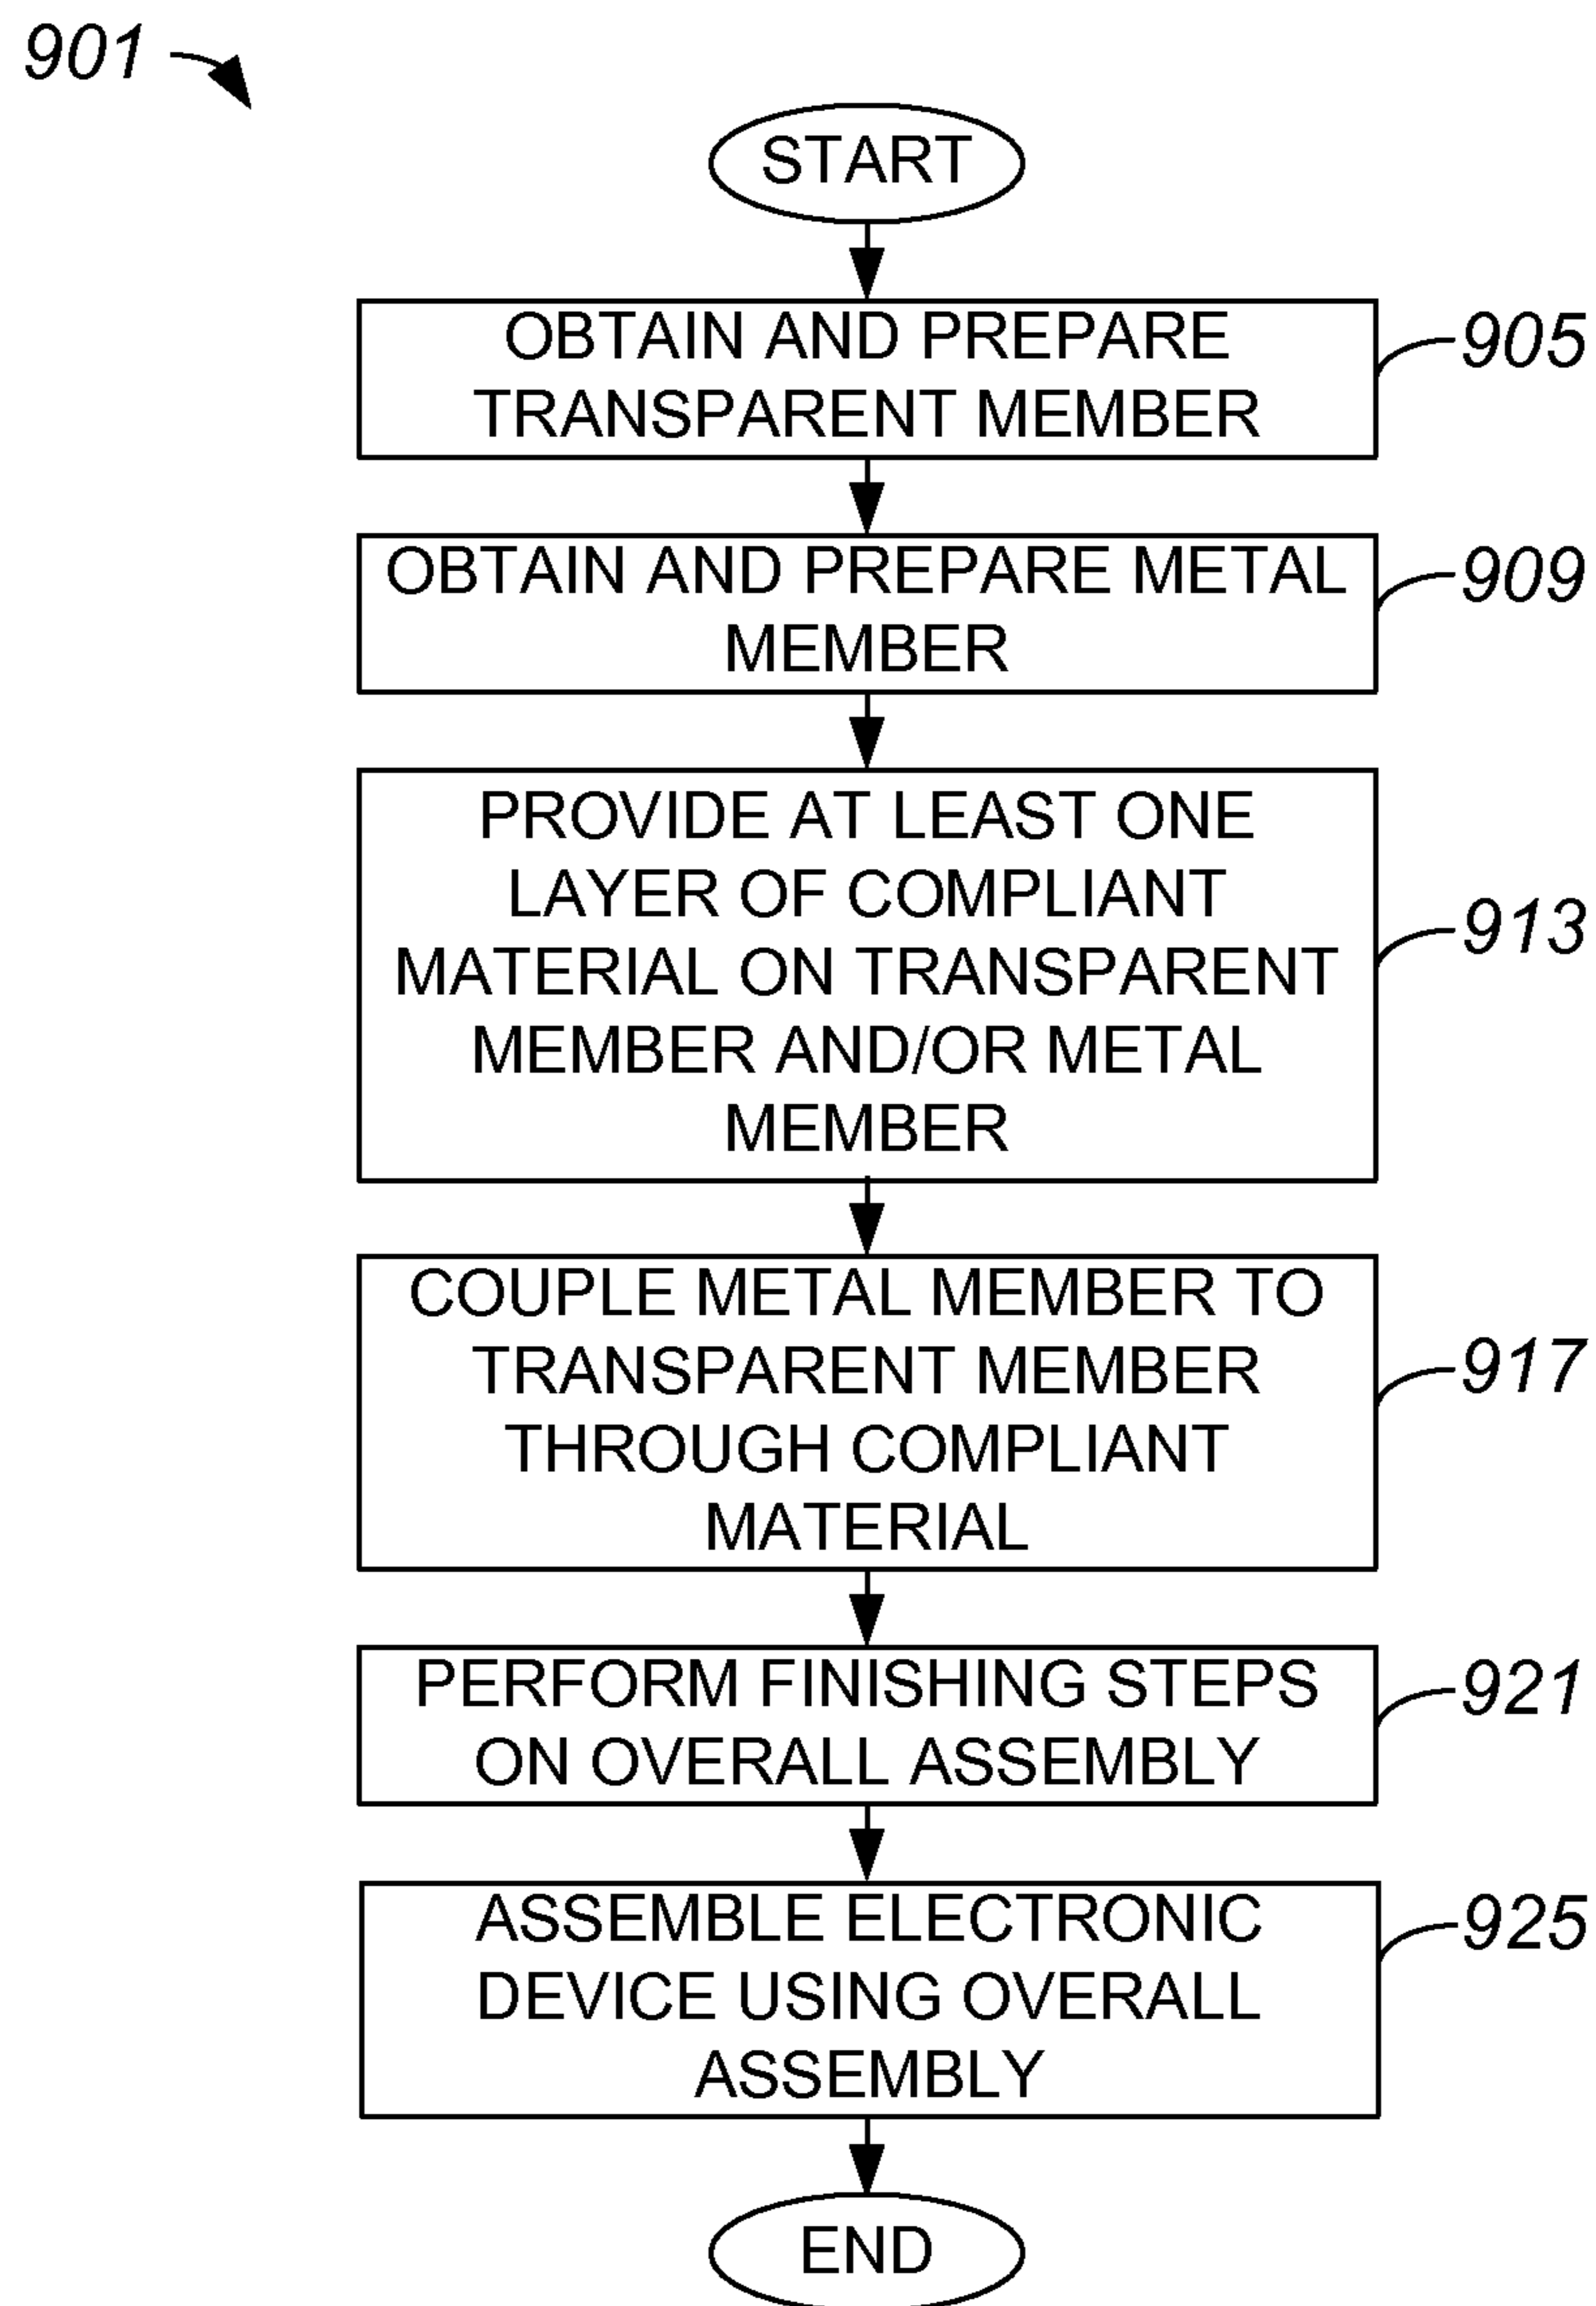 901
START
OBTAIN AND PREPARE
TRANSPARENT MEMBER
905
OBTAIN AND PREPARE METAL
MEMBER
909
PROVIDE AT LEAST ONE
LAYER OF COMPLIANT
MATERIAL ON TRANSPARENT
MEMBER AND/OR METAL
MEMBER
913
COUPLE METAL MEMBER TO
TRANSPARENT MEMBER
THROUGH COMPLIANT
MATERIAL
917
PERFORM FINISHING STEPS
ON OVERALL ASSEMBLY
921
ASSEMBLE ELECTRONIC
DEVICE USING OVERALL
ASSEMBLY
925
END